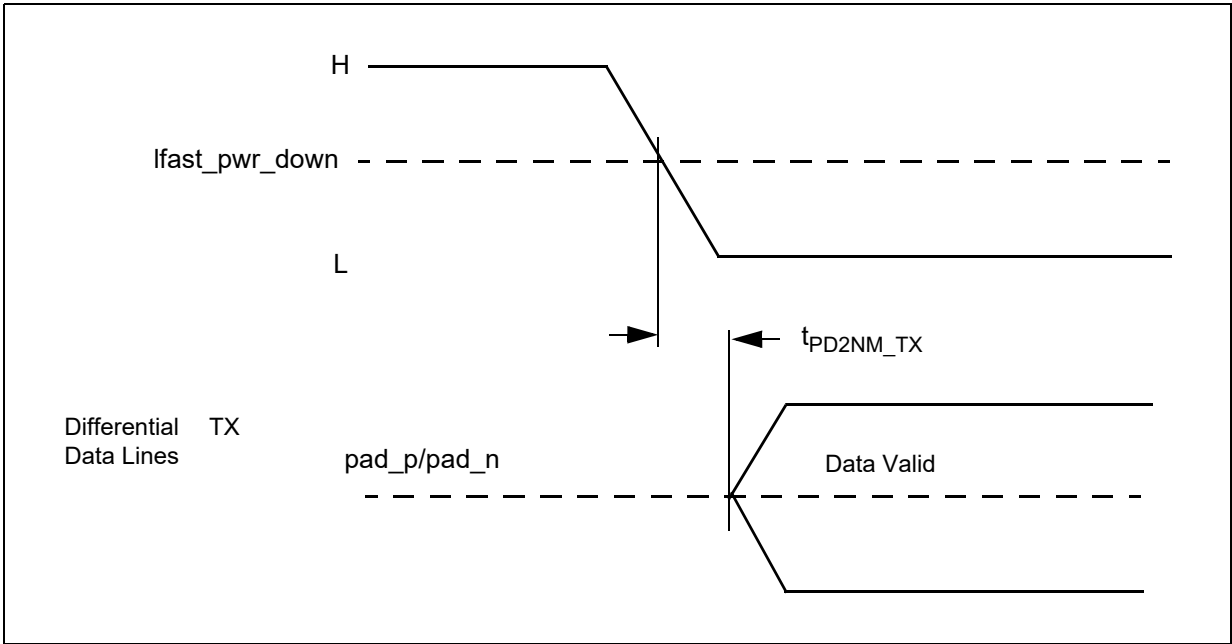 H
lfast_pwr_down
L
tPD2NM_TX
Differential TX
Data Lines
pad_p/pad_n
Data Valid